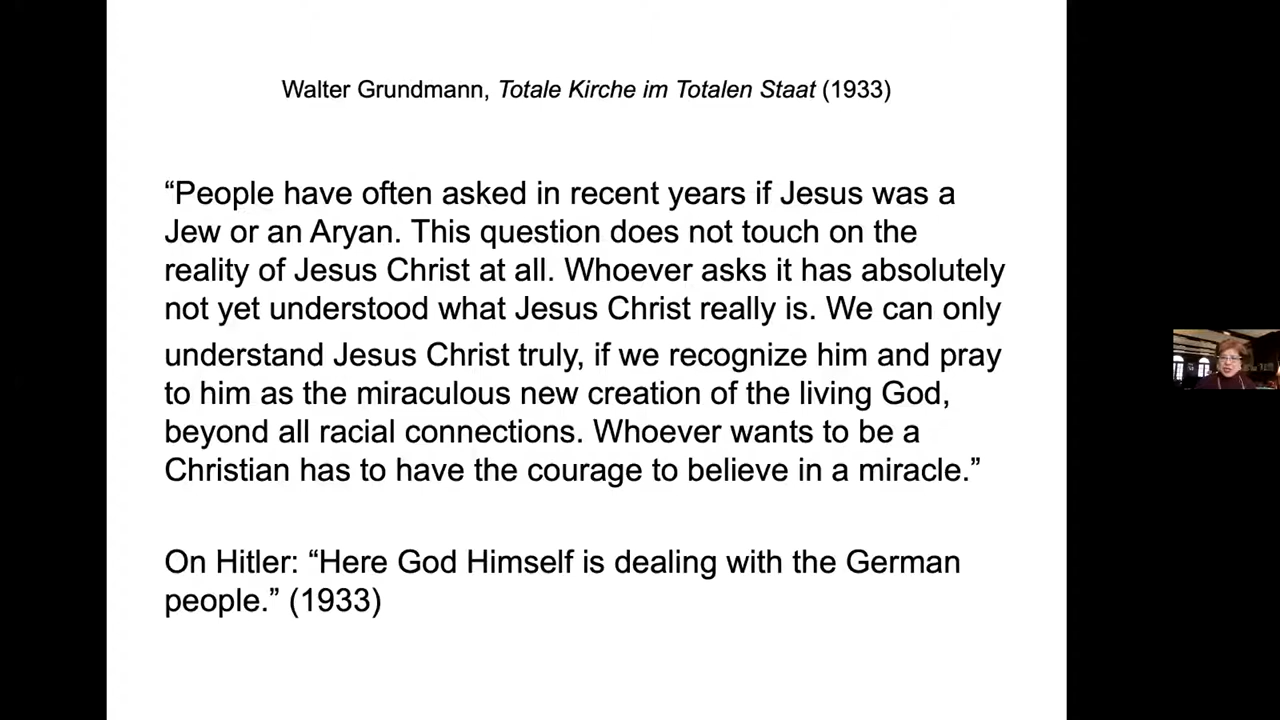 Walter Grundmann, Totale Kirche im Totalen Staat (1933)
“People have often asked in recent years if Jesus was a
Jew or an Aryan. This question does not touch on the
reality of Jesus Christ at all. Whoever asks it has absolutely
not yet understood what Jesus Christ really is. We can only
understand Jesus Christ truly, if we recognize him and pray
to him as the miraculous new creation of the living God,
beyond all racial connections. Whoever wants to be a
Christian has to have the courage to believe in a miracle.”
On Hitler: “Here God Himself is dealing with the German
people.” (1933)